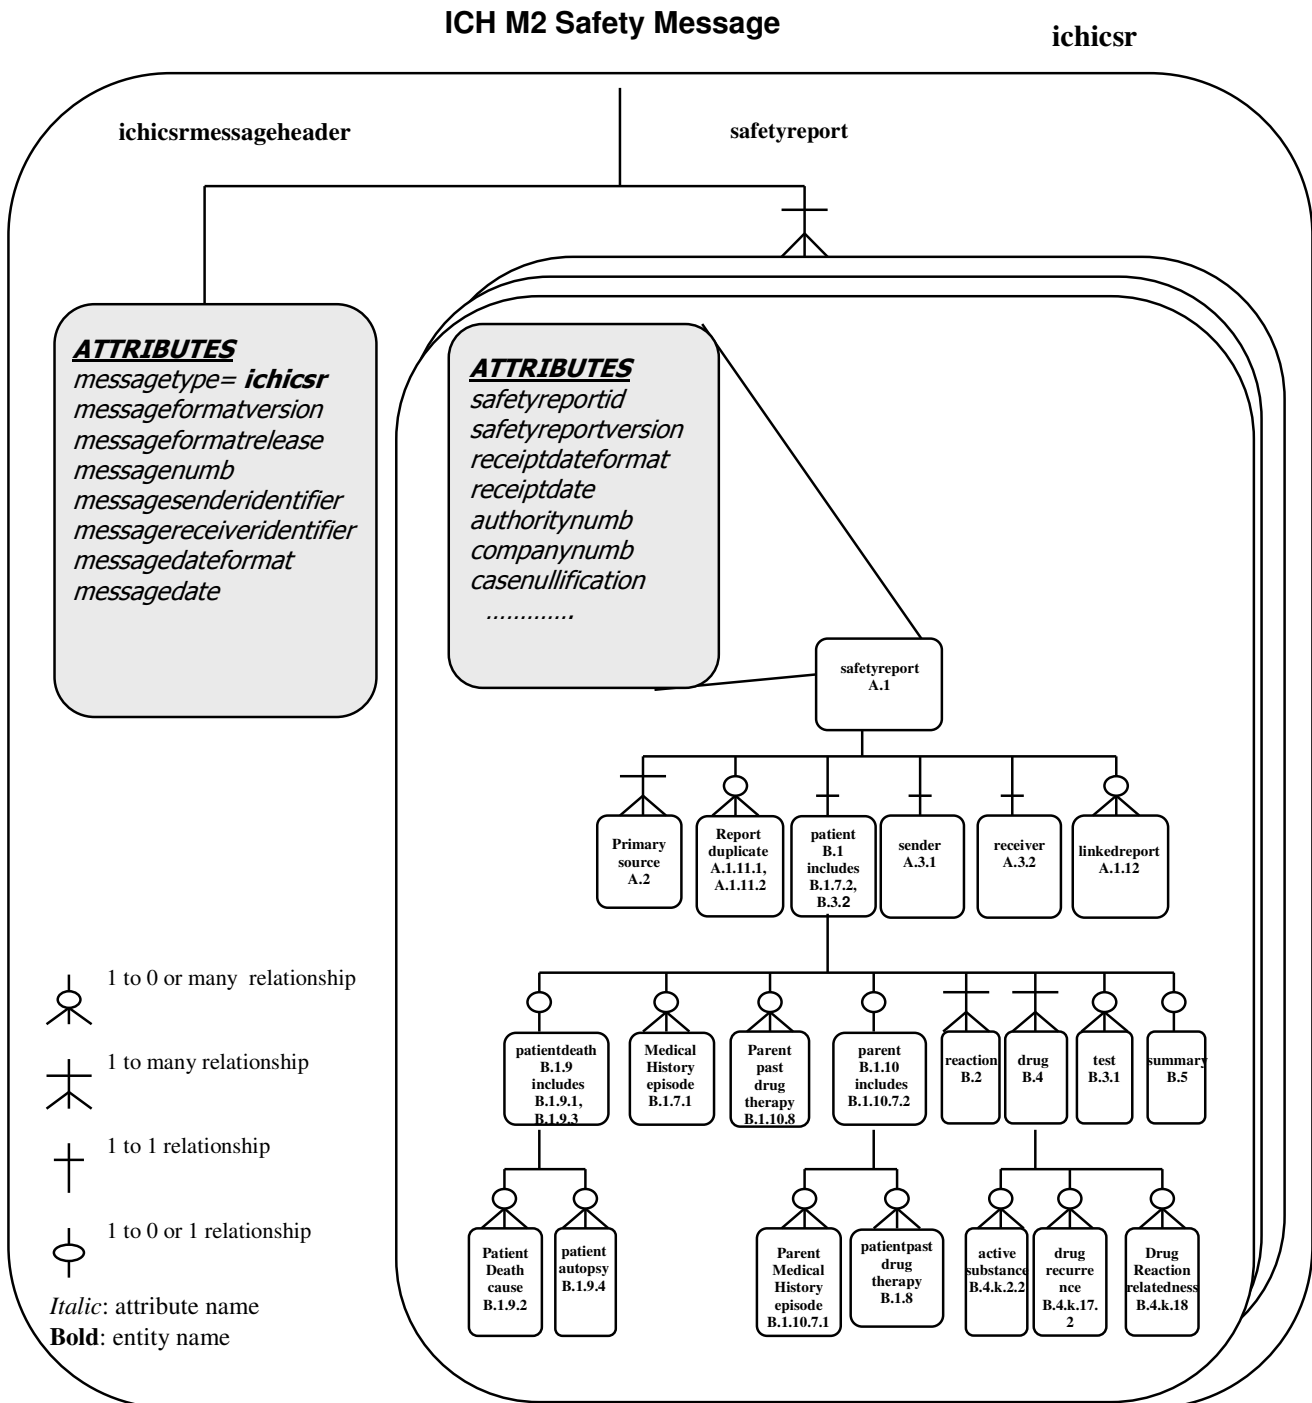 ICH M2 Safety Message
ichicsr
ichicsrmessageheader
safetyreport
ATTRIBUTES
messagetype= ichicsr
messageformatversion
messageformatrelease
messagenumb
messagesenderidentifier
messagereceiveridentifier
messagedateformat
messagedate
ATTRIBUTES
safetyreportid
safetyreportversion
receiptdateformat
receiptdate
authoritynumb
companynumb
casenullification
.............
safetyreport
A.1
Primary
source
A.2
Report
duplicate
A.1.11.1,
A.1.11.2
patient
B.1
includes
B.1.7.2,
B.3.2
sender
A.3.1
receiver
A.3.2
linkedreport
A.1.12
patientdeath
B.1.9
includes
B.1.9.1,
B.1.9.3
Medical
History
episode
B.1.7.1
Parent
past
drug
therapy
B.1.10.8
parent
B.1.10
includes
B.1.10.7.2
reaction
B.2
drug
B.4
test
B.3.1
summary
B.5
Patient
Death
cause
B.1.9.2
patient
autopsy
B.1.9.4
Parent
Medical
History
episode
B.1.10.7.1
patientpast
drug
therapy
B.1.8
active
substance
B.4.k.2.2
drug
recurre
nce
B.4.k.17.
2
Drug
Reaction
relatedness
B.4.k.18
1 to 0 or many relationship
1 to many relationship
1 to 1 relationship
1 to 0 or 1 relationship
Italic: attribute name
Bold: entity name